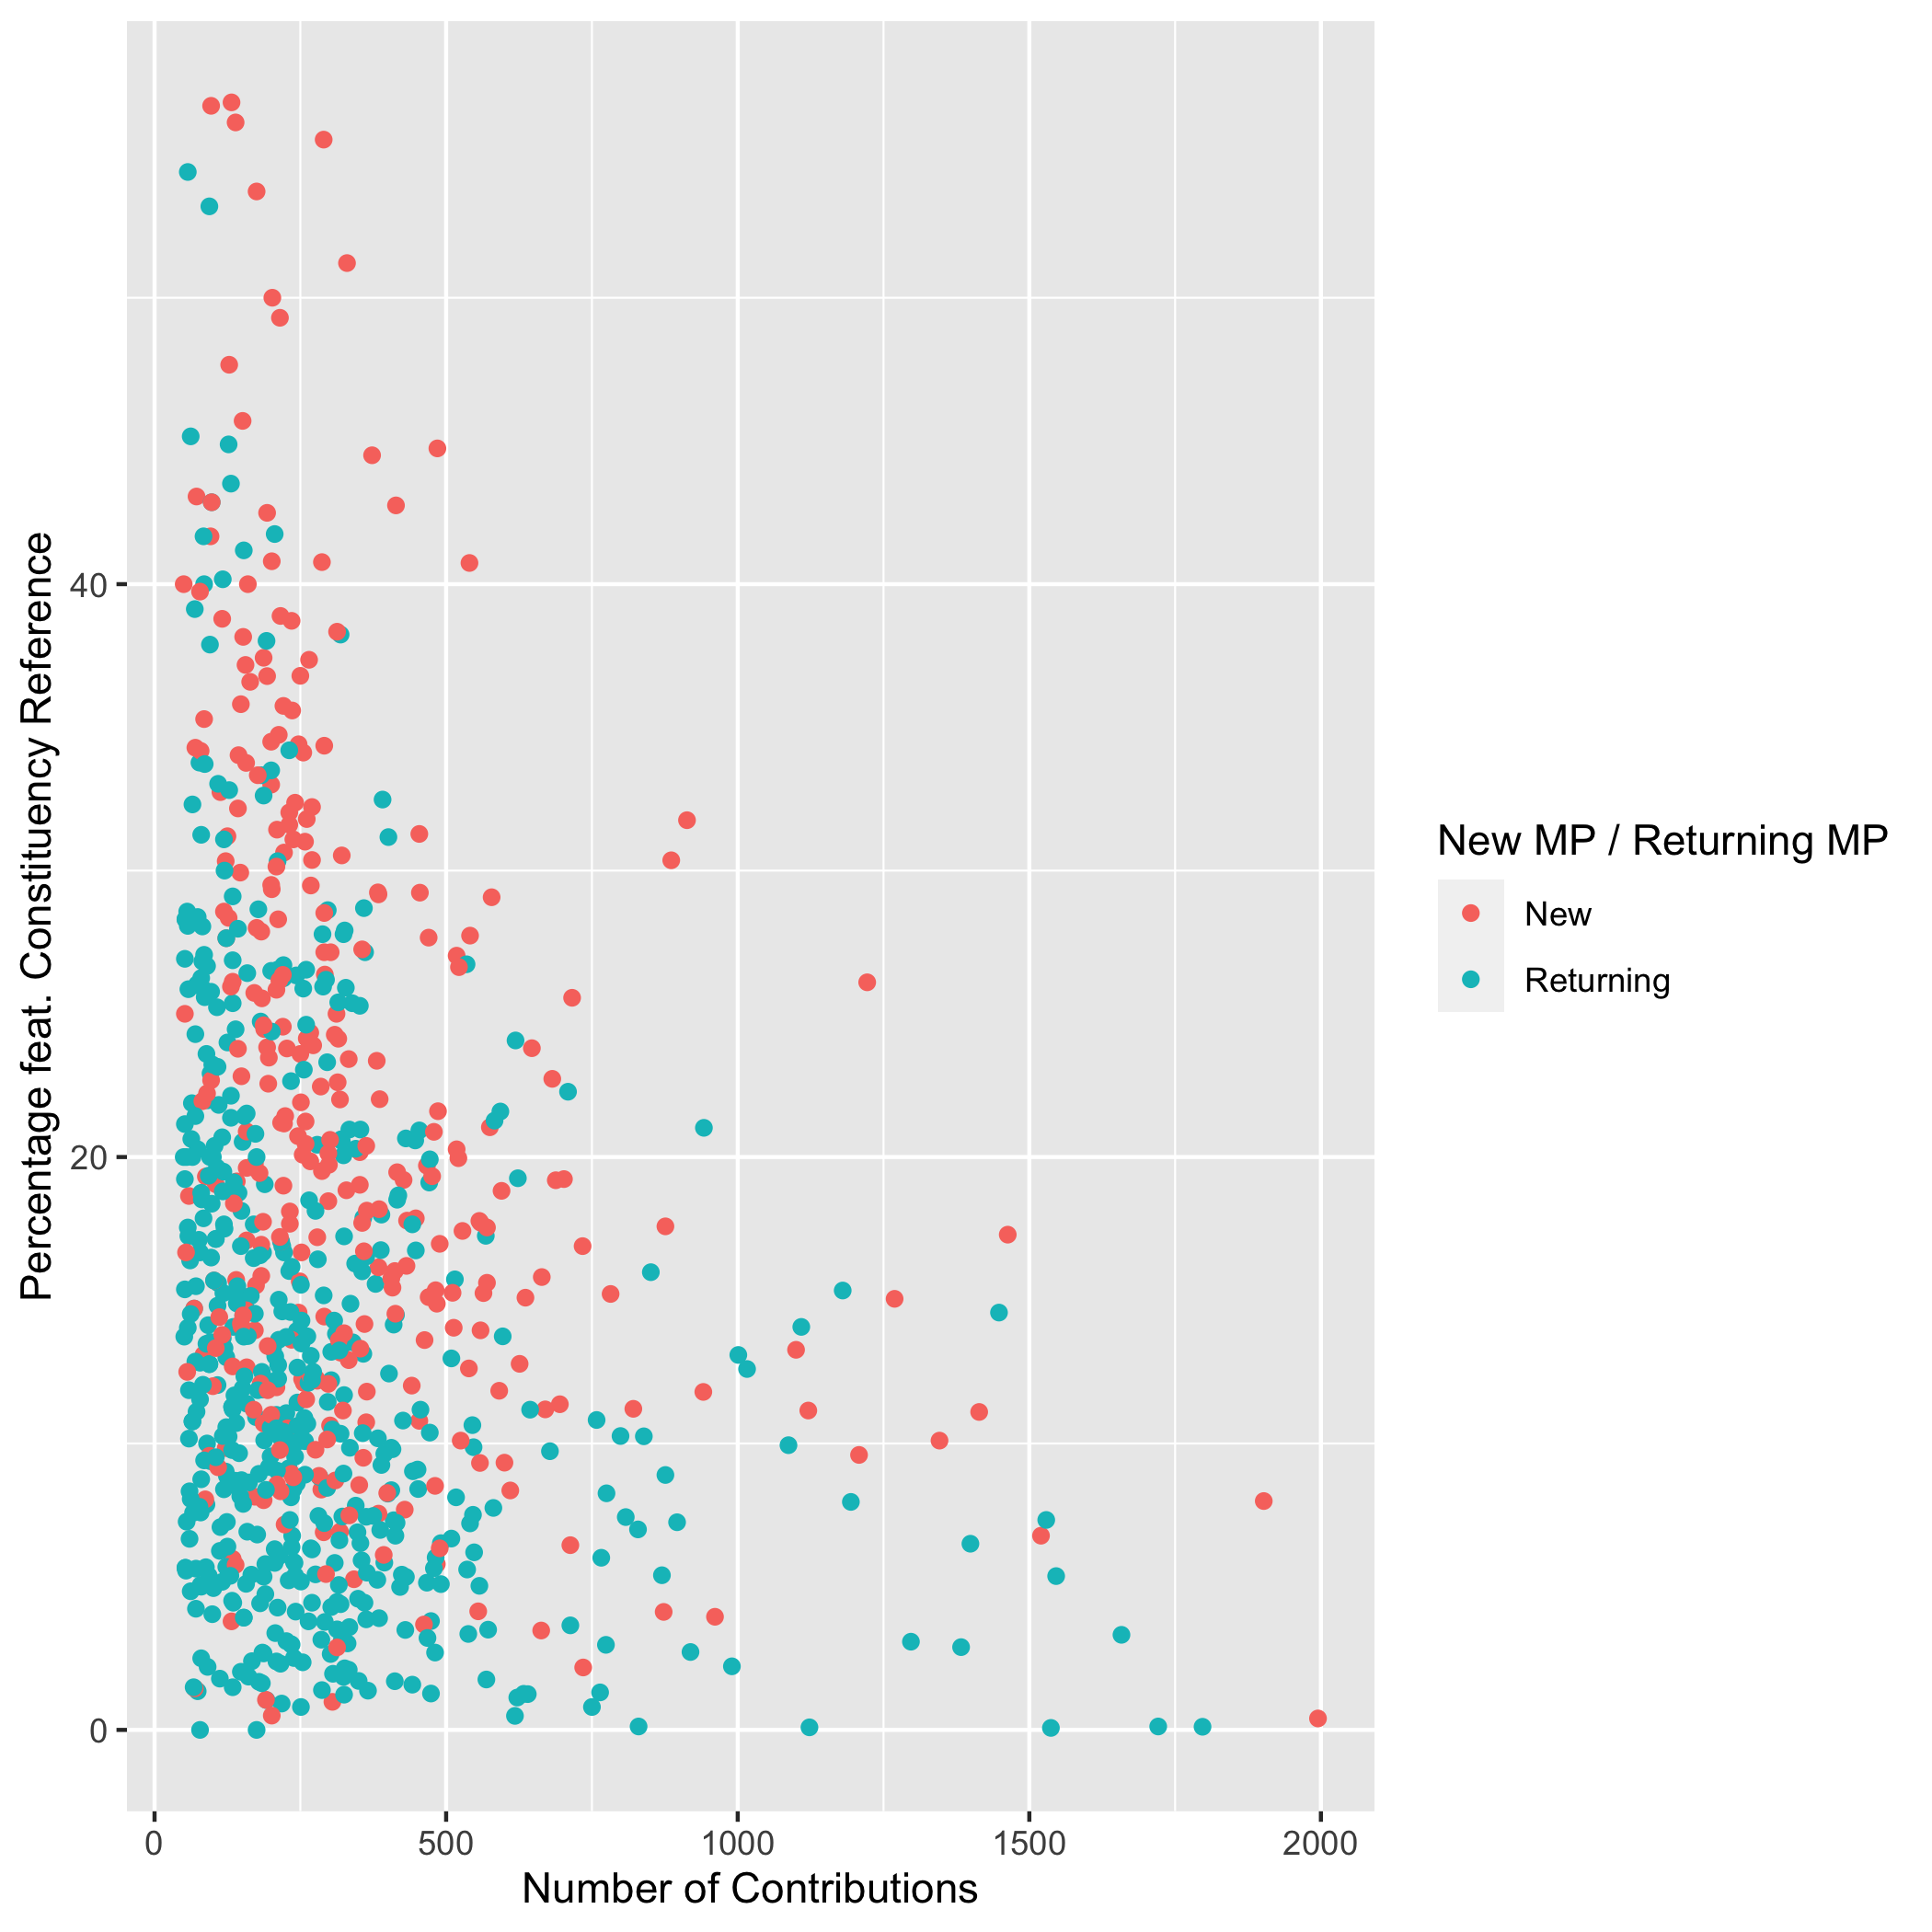 Percentage feat. Constituency Reference
40
20
0
0 500 1000 1500 2000
Number of Contributions
New MP / Returning MP
New
Returning